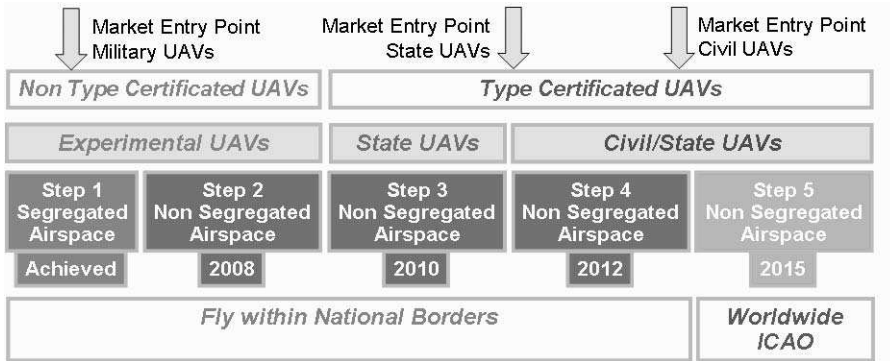 Market Entry Point
Military UAVs
Market Entry Point
State UAVs
Market Entry Point
Civil UAVs
Non Type Certificated UAVs
Type Certificated UAVs
Experimental UAVs
State UAVs
Civil/State UAVs
Step 1
Segregated
Airspace
Step 2
Non Segregated
Airspace
Step 3
Non Segregated
Airspace
Step 4
Non Segregated
Airspace
Step 5
Non Segregated
Airspace
Achieved
2008
2010
2012
2015
Fly within National Borders
Worldwide
ICAO